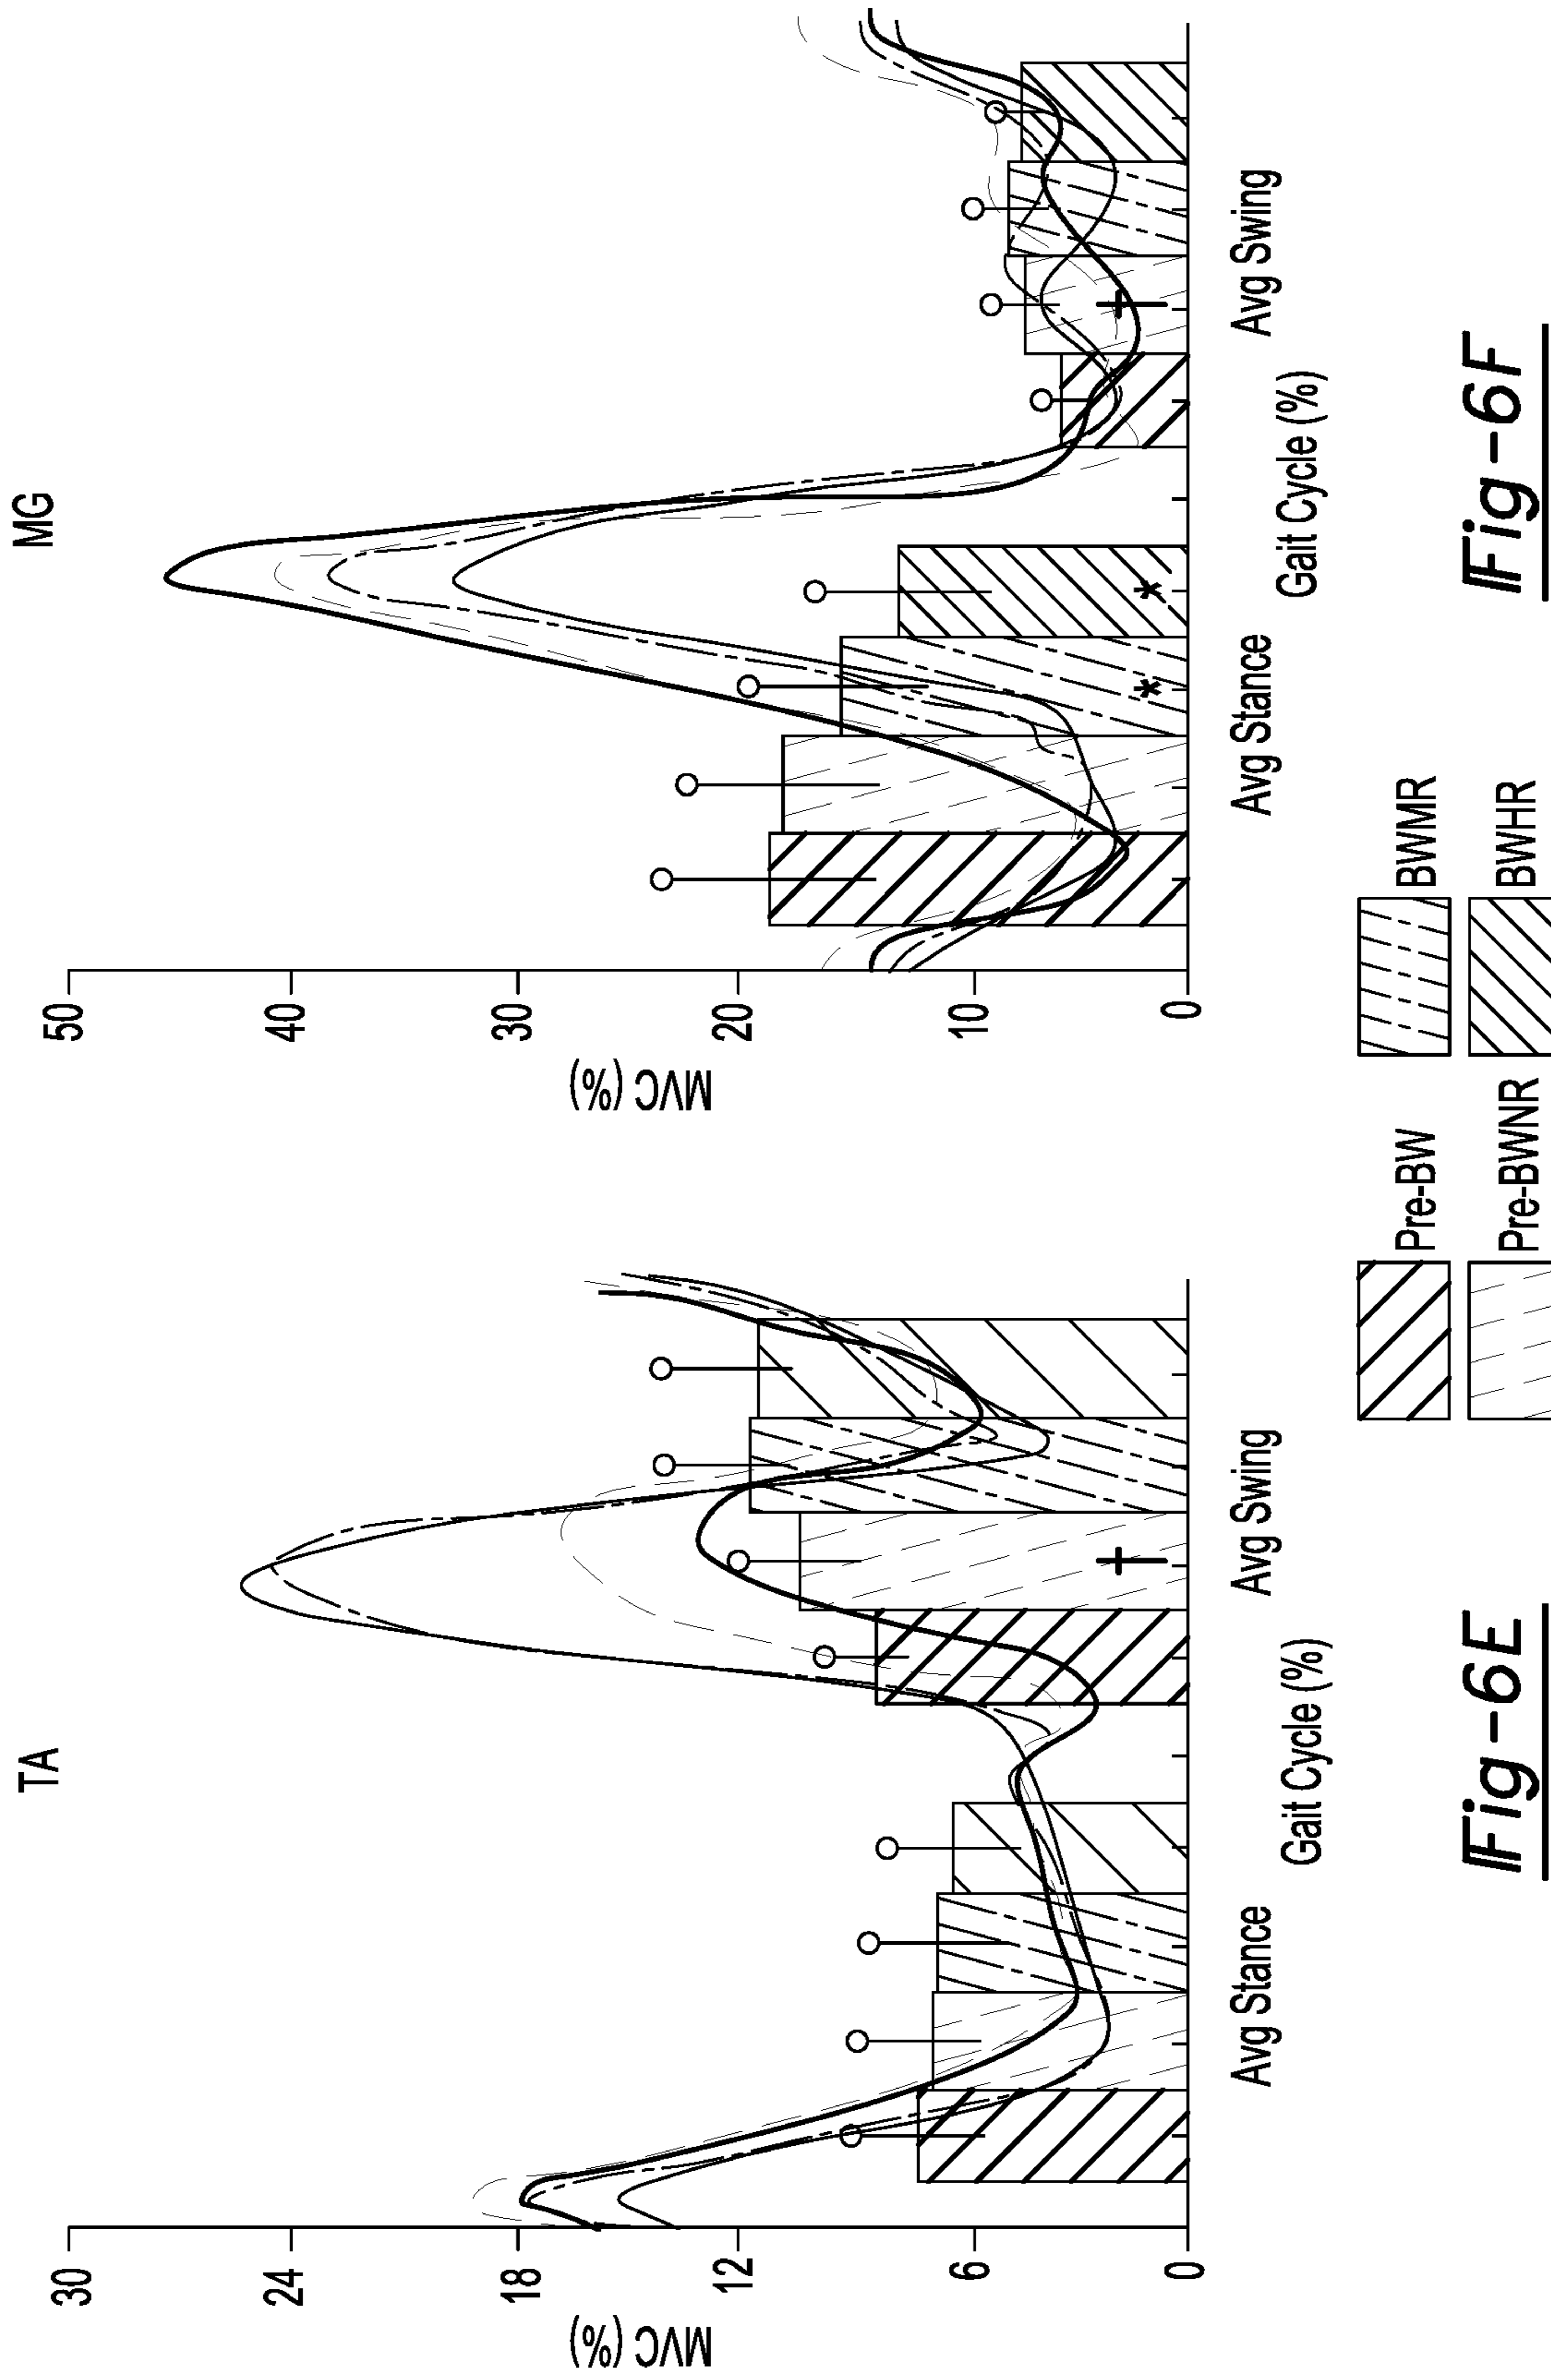 TA
MVC (%)
30
24
18
12
6
0
†
Avg Stance
Avg Swing
Gait Cycle (%)
Fig-6E
MG
MVC (%)
50
40
30
20
10
0
* * †
Avg Stance
Avg Swing
Gait Cycle (%)
Fig-6F
Pre-BW
BWMR
Pre-BWNR
BWHR